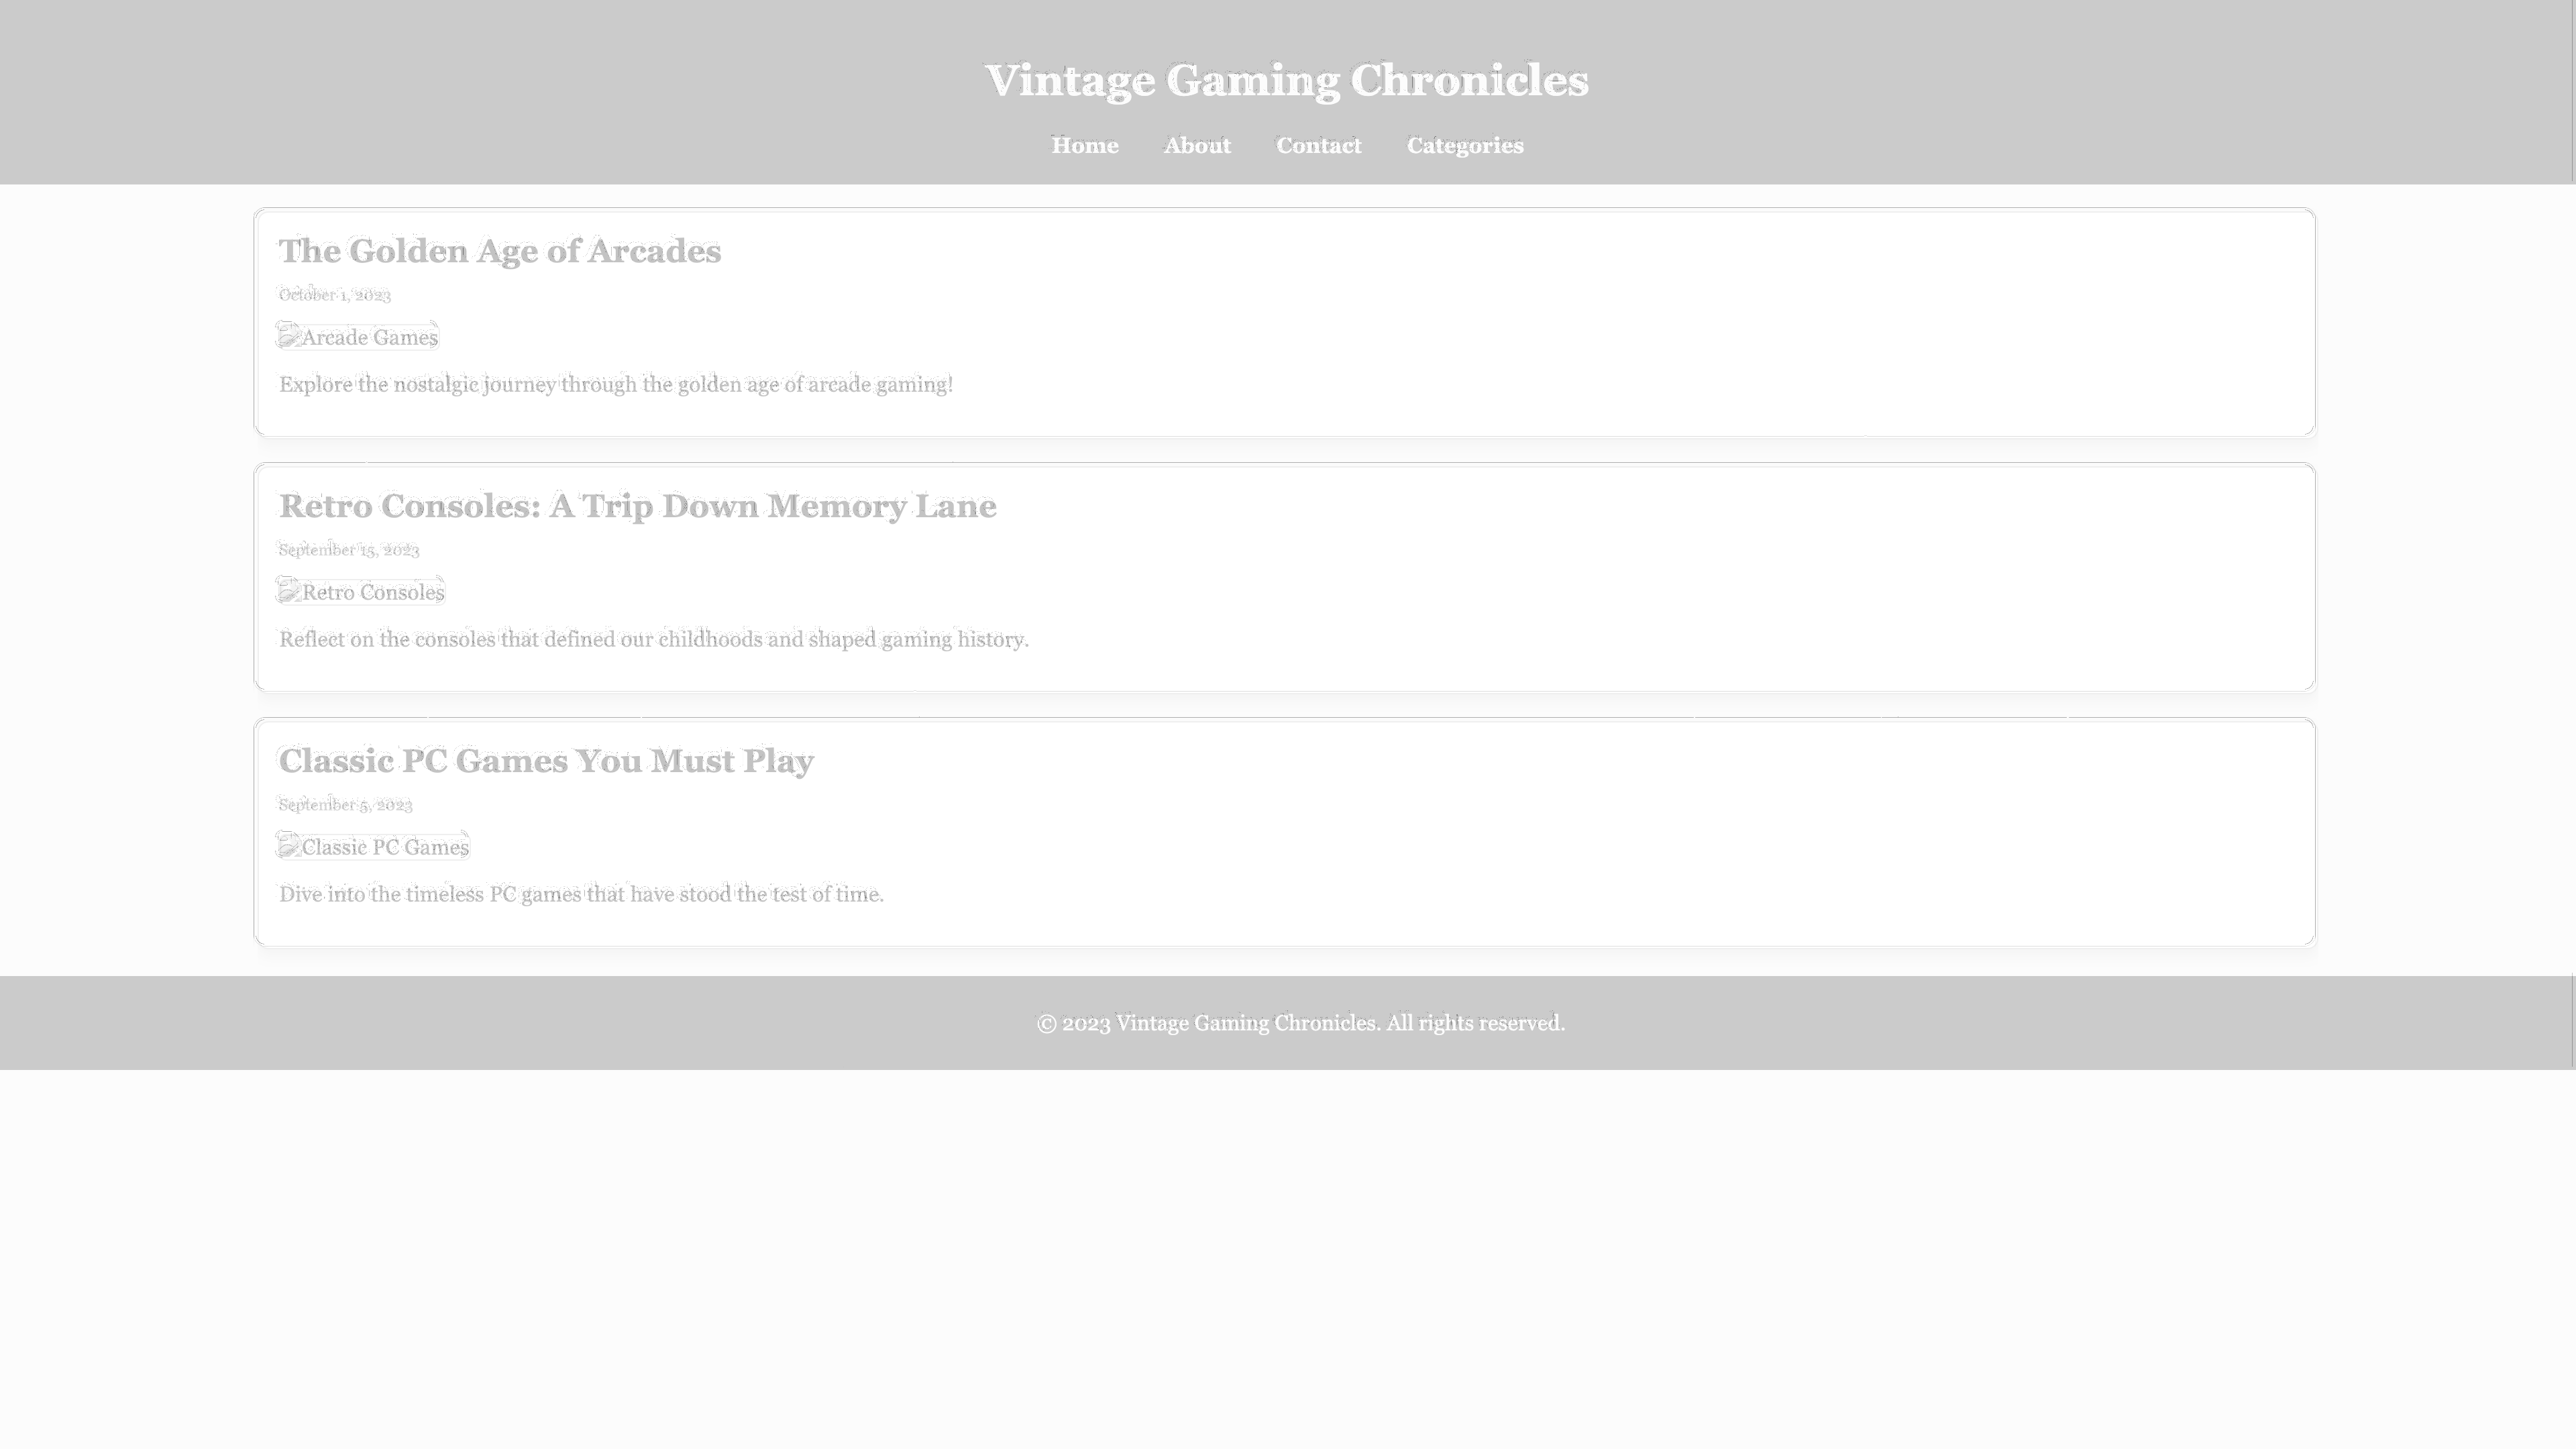 Vintage Gaming Chronicles
Home About Contact Categories
The Golden Age of Arcades
October 1, 2023
Arcade Games
Explore the nostalgic journey through the golden age of arcade gaming!
Retro Consoles: A Trip Down Memory Lane
September 15, 2023
Retro Consoles
Reflect on the consoles that defined our childhoods and shaped gaming history.
Classic PC Games You Must Play
September 5, 2023
Classic PC Games
Dive into the timeless PC games that have stood the test of time.
© 2023 Vintage Gaming Chronicles. All rights reserved.